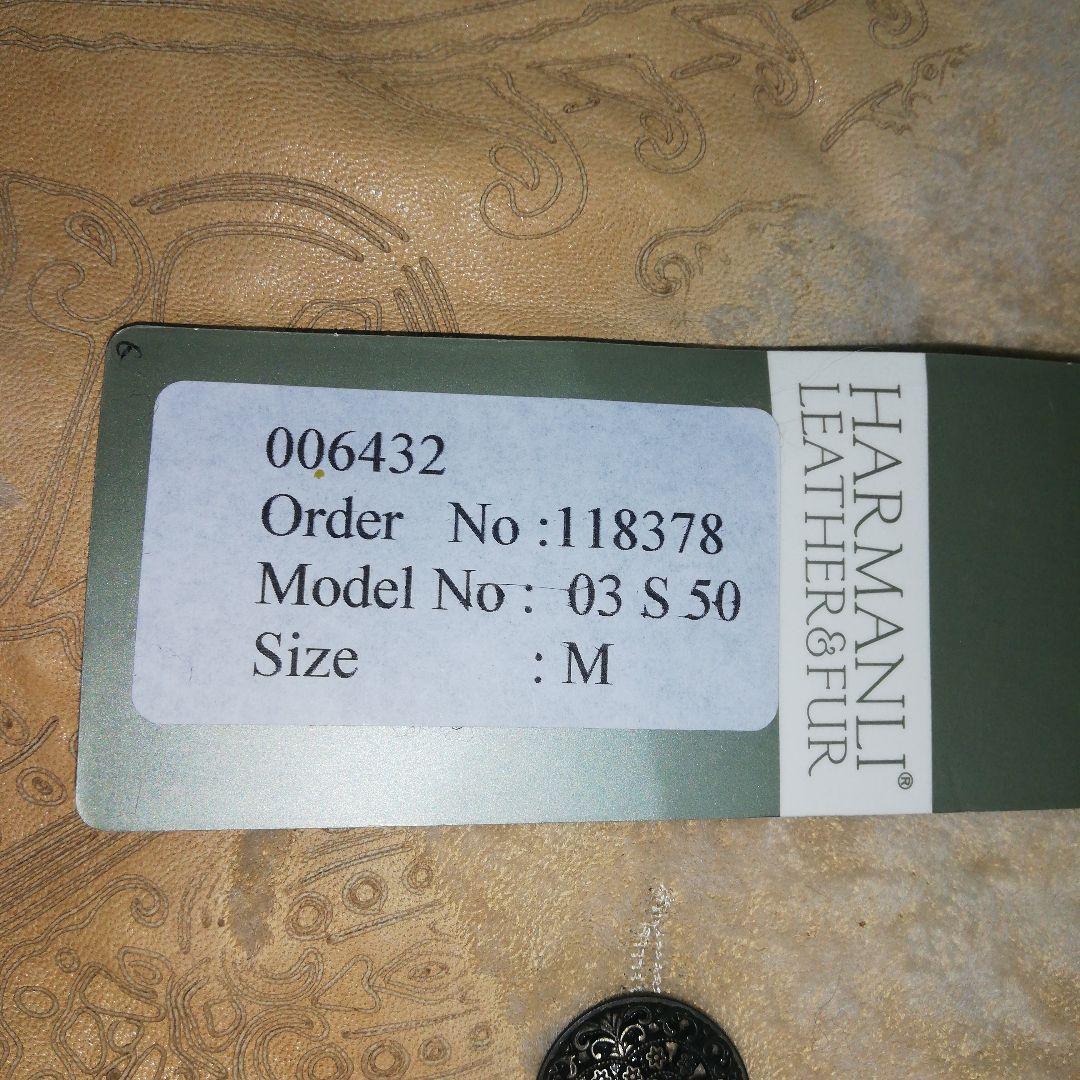 006432
Order No :118378
Model No : 03 S 50
Size : M
HARMANLI®
LEATHER&FUR